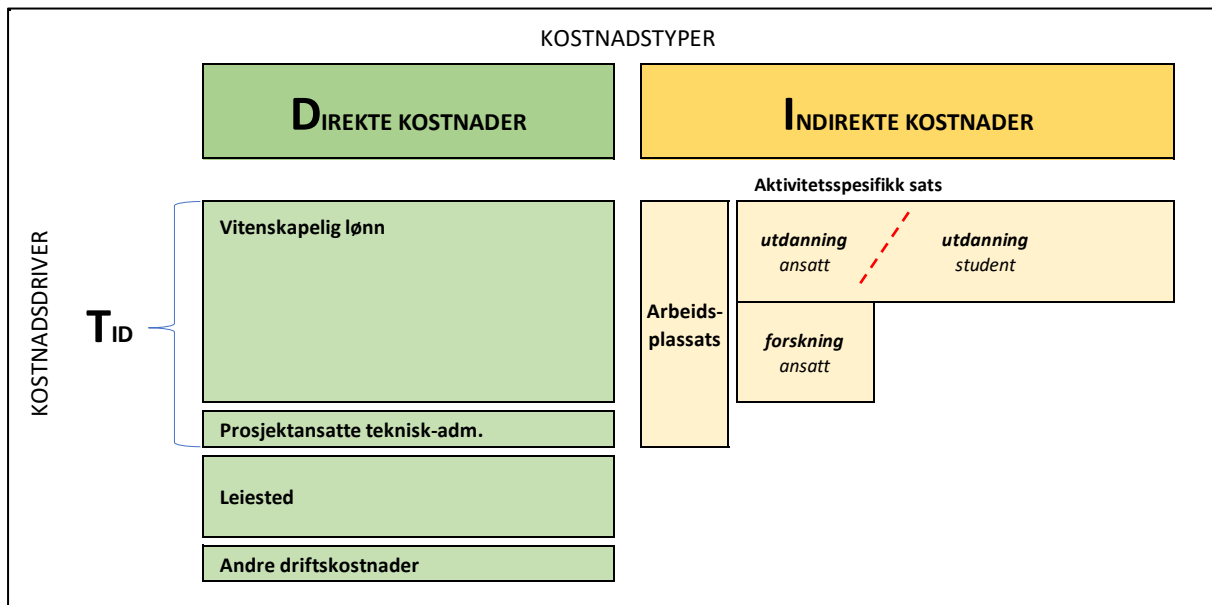 KOSTNADSTYPER
DIREKTE KOSTNADER
INDIREKTE KOSTNADER
Aktivitetsspesifikk sats
KOSTNADSDRIVER
TID
Vitenskapelig lønn
Prosjektansatte teknisk-adm.
Leiested
Andre driftskostnader
Arbeids-
plassats
utdanning
ansatt
utdanning
student
forskning
ansatt